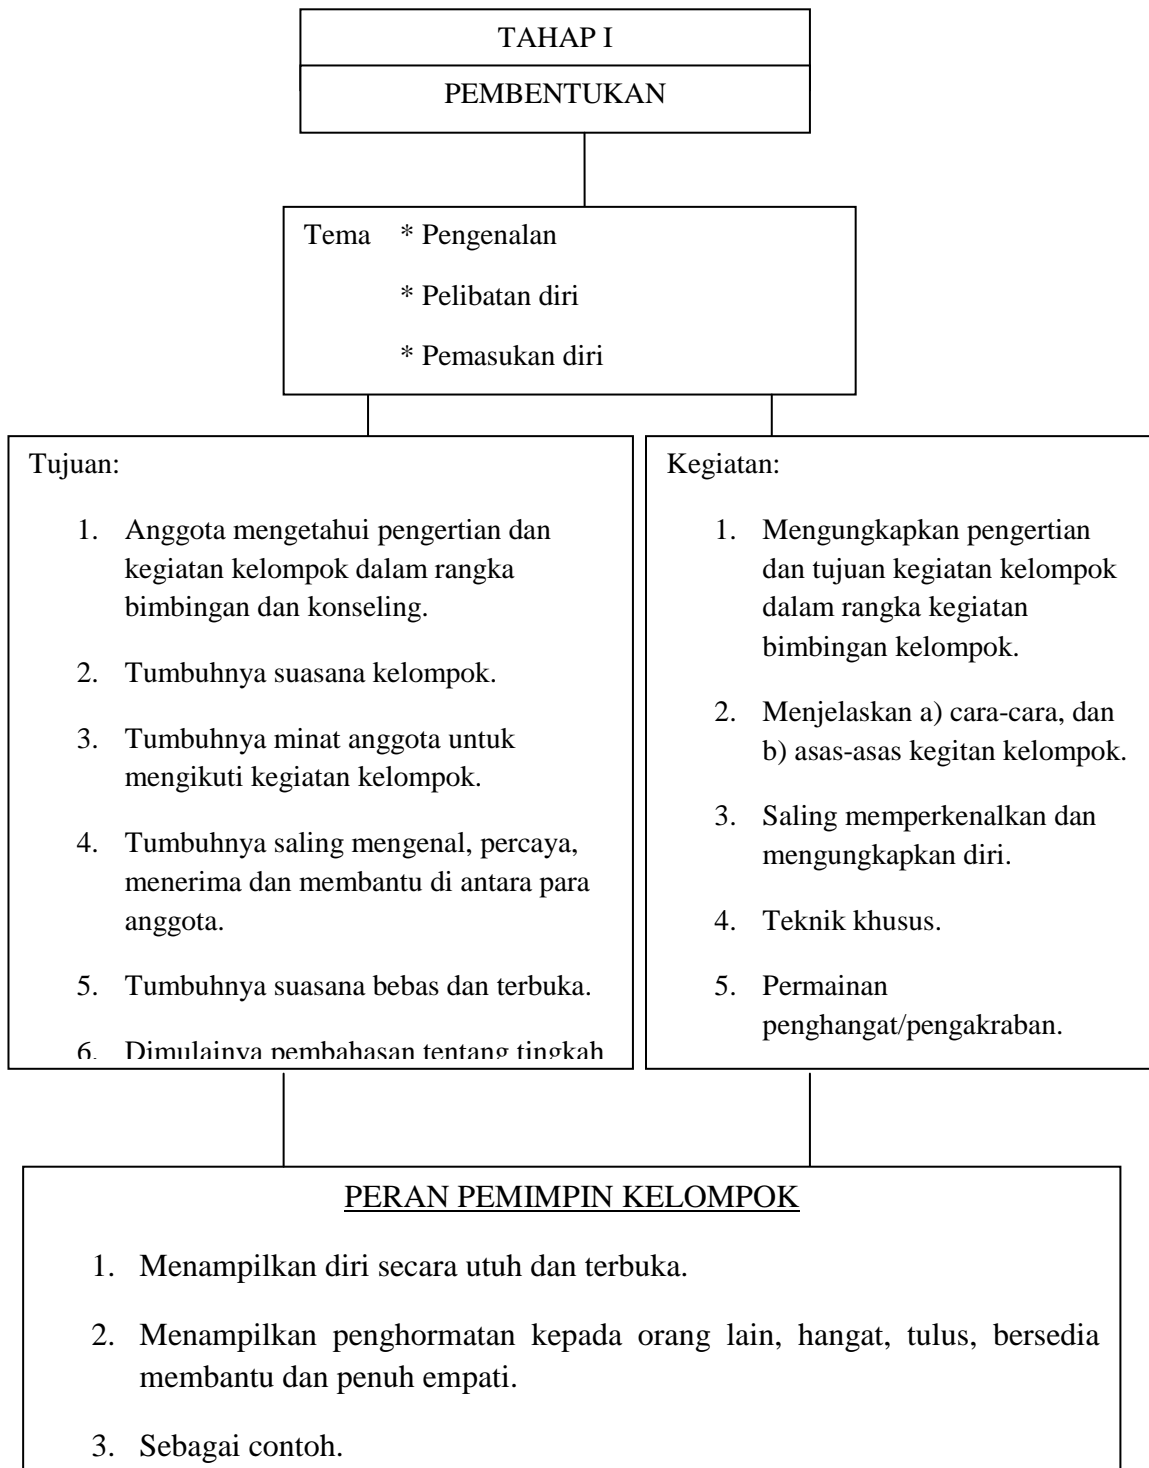 TAHAP I
PEMBENTUKAN
Tema * Pengenalan
* Pelibatan diri
* Pemasukan diri
Tujuan:
1. Anggota mengetahui pengertian dan
kegiatan kelompok dalam rangka
bimbingan dan konseling.
2. Tumbuhnya suasana kelompok.
3. Tumbuhnya minat anggota untuk
mengikuti kegiatan kelompok.
4. Tumbuhnya saling mengenal, percaya,
menerima dan membantu di antara para
anggota.
5. Tumbuhnya suasana bebas dan terbuka.
6. Dimulainya pembahasan tentang tingkah
Kegiatan:
1. Mengungkapkan pengertian
dan tujuan kegiatan kelompok
dalam rangka kegiatan
bimbingan kelompok.
2. Menjelaskan a) cara-cara, dan
b) asas-asas kegitan kelompok.
3. Saling memperkenalkan dan
mengungkapkan diri.
4. Teknik khusus.
5. Permainan
penghangat/pengakraban.
PERAN PEMIMPIN KELOMPOK
1. Menampilkan diri secara utuh dan terbuka.
2. Menampilkan penghormatan kepada orang lain, hangat, tulus, bersedia
membantu dan penuh empati.
3. Sebagai contoh.